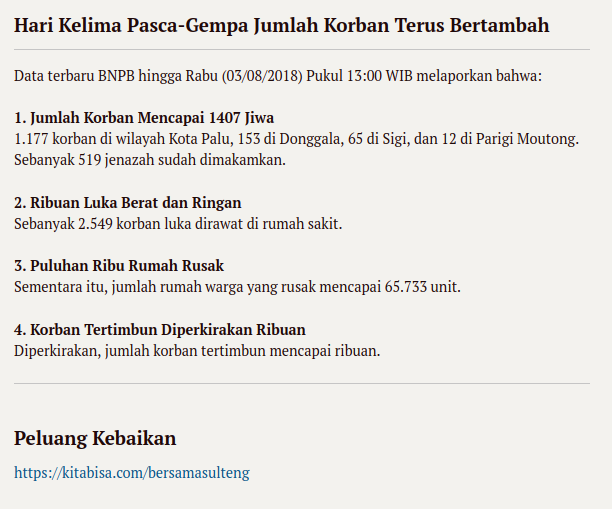 Hari Kelima Pasca-Gempa Jumlah Korban Terus Bertambah
Data terbaru BNPB hingga Rabu (03/08/2018) Pukul 13:00 WIB melaporkan bahwa:
1. Jumlah Korban Mencapai 1407 Jiwa
1.177 korban di wilayah Kota Palu, 153 di Donggala, 65 di Sigi, dan 12 di Parigi Moutong.
Sebanyak 519 jenazah sudah dimakamkan.
2. Ribuan Luka Berat dan Ringan
Sebanyak 2.549 korban luka dirawat di rumah sakit.
3. Puluhan Ribu Rumah Rusak
Sementara itu, jumlah rumah warga yang rusak mencapai 65.733 unit.
4. Korban Tertimbun Diperkirakan Ribuan
Diperkirakan, jumlah korban tertimbun mencapai ribuan.
Peluang Kebaikan
https://kitabisa.com/bersamasulteng